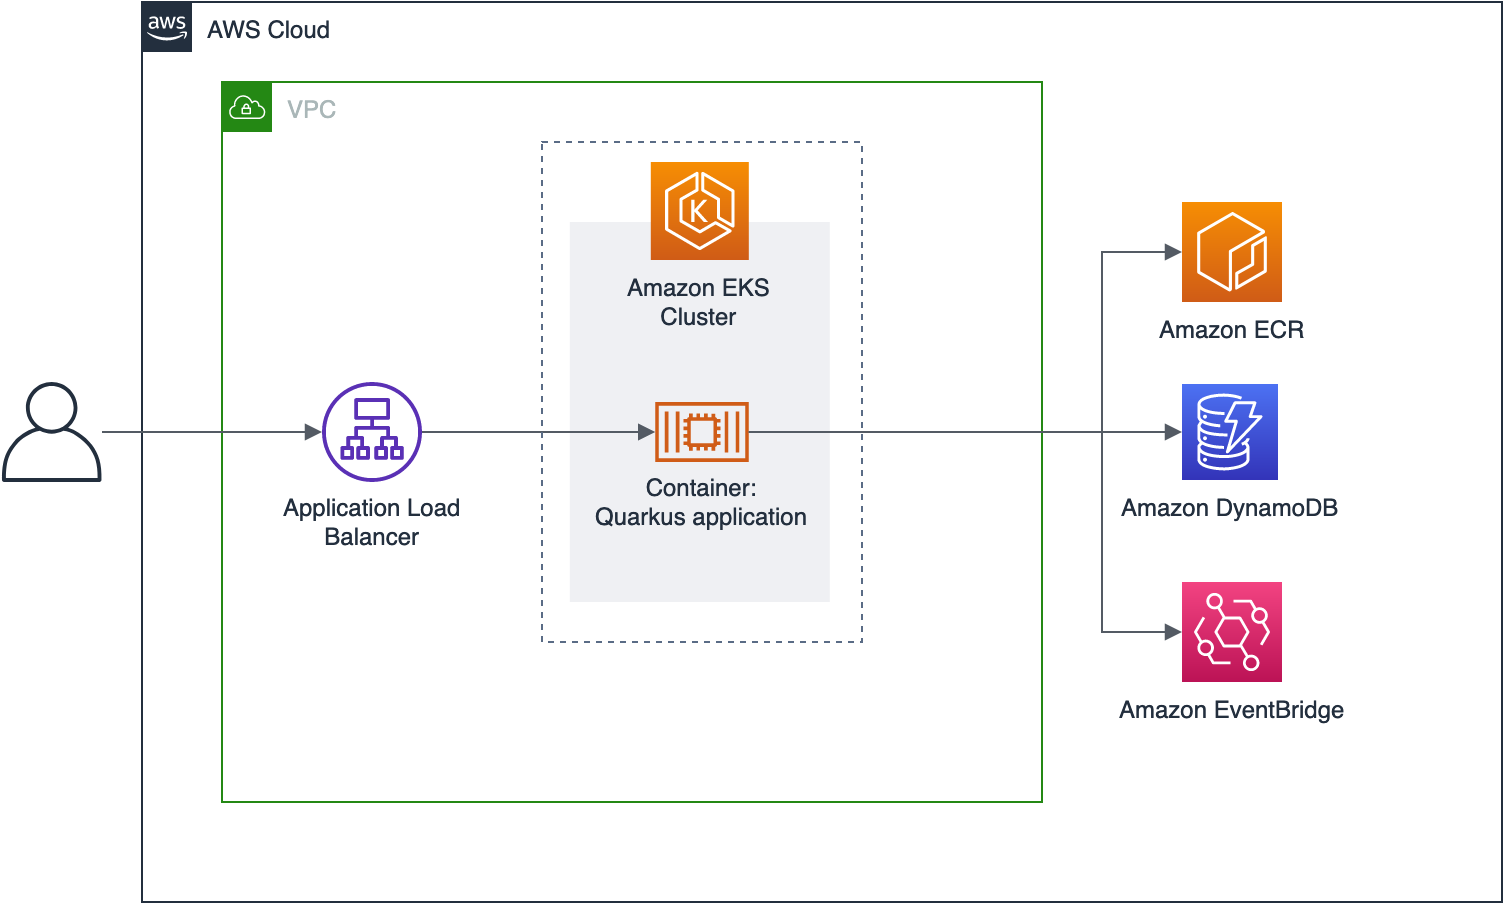 aws
AWS Cloud
VPC
K
Amazon EKS
Cluster
Amazon ECR
Application Load
Balancer
Container:
Quarkus application
Amazon DynamoDB
Amazon EventBridge